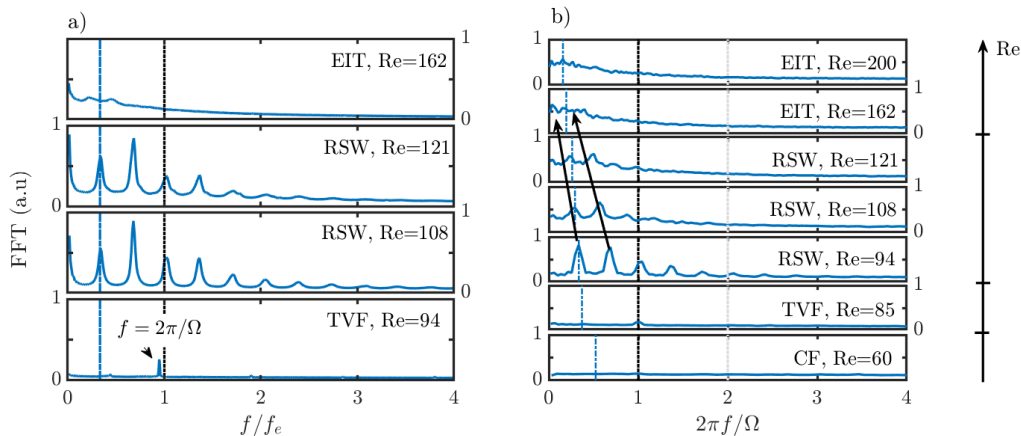 a)
FFT (a.u)
1
EIT, Re=162
0
1
RSW, Re=121
0
1
RSW, Re=108
0
1
TVF, Re=94
f = 2π/Ω
0
0 1 2 3 4
f/f_e
b)
1
EIT, Re=200
0
1
EIT, Re=162
0
1
RSW, Re=121
0
1
RSW, Re=108
0
1
RSW, Re=94
0
1
TVF, Re=85
0
1
CF, Re=60
0
0 1 2 3 4
2πf/Ω
Re